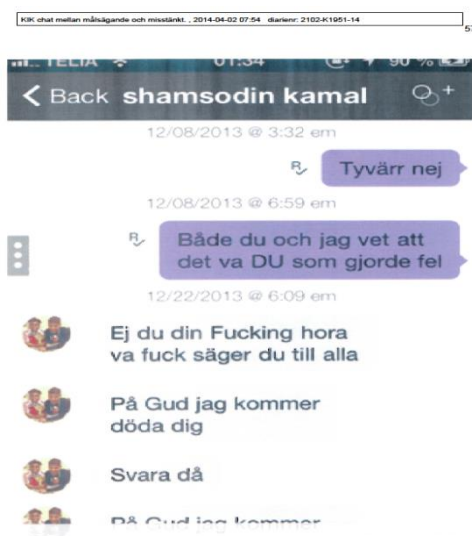 KIK chat mellan målsägande och misstänkt. , 2014-04-02 07:54 diarienr: 2102-K1951-14
TELIA 01:34 90 %
Back shamsodin kamal
12/08/2013 @ 3:32 em
Tyvärr nej
12/08/2013 @ 6:59 em
Både du och jag vet att
det va DU som gjorde fel
12/22/2013 @ 6:09 em
Ej du din Fucking hora
va fuck säger du till alla
På Gud jag kommer
döda dig
Svara då
På Gud jag kommer